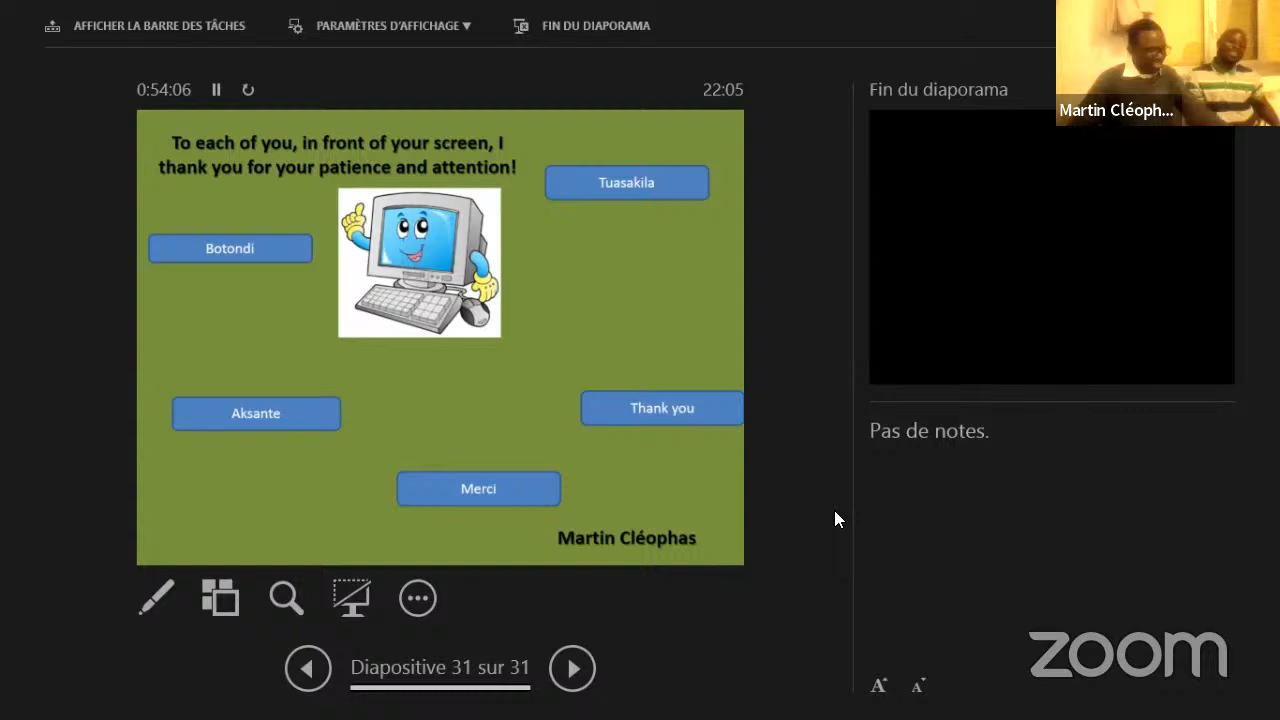 AFFICHER LA BARRE DES TÂCHES
PARAMÈTRES D'AFFICHAGE ▼
FIN DU DIAPORAMA
Martin Cléoph...
0:54:06
22:05
Fin du diaporama
To each of you, in front of your screen, I
thank you for your patience and attention!
Tuasakila
Botondi
Aksante
Thank you
Merci
Martin Cléophas
Pas de notes.
Diapositive 31 sur 31
A A
zoom